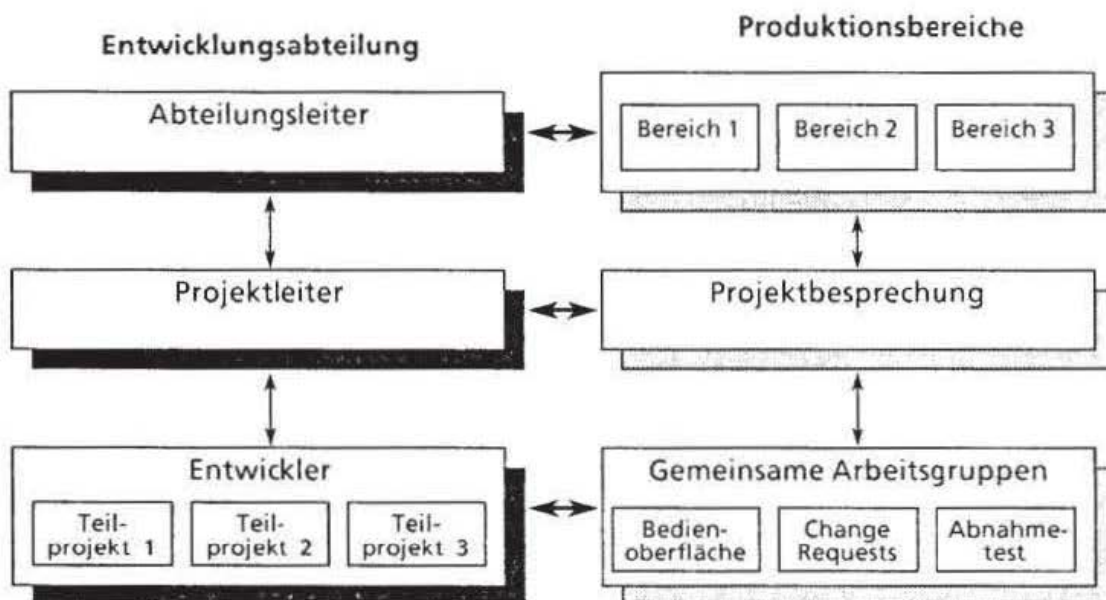 Entwicklungsabteilung
Produktionsbereiche
Abteilungsleiter
Bereich 1
Bereich 2
Bereich 3
Projektleiter
Projektbesprechung
Entwickler
Teil-
projekt 1
Teil-
projekt 2
Teil-
projekt 3
Gemeinsame Arbeitsgruppen
Bedien-
oberfläche
Change
Requests
Abnahme-
test